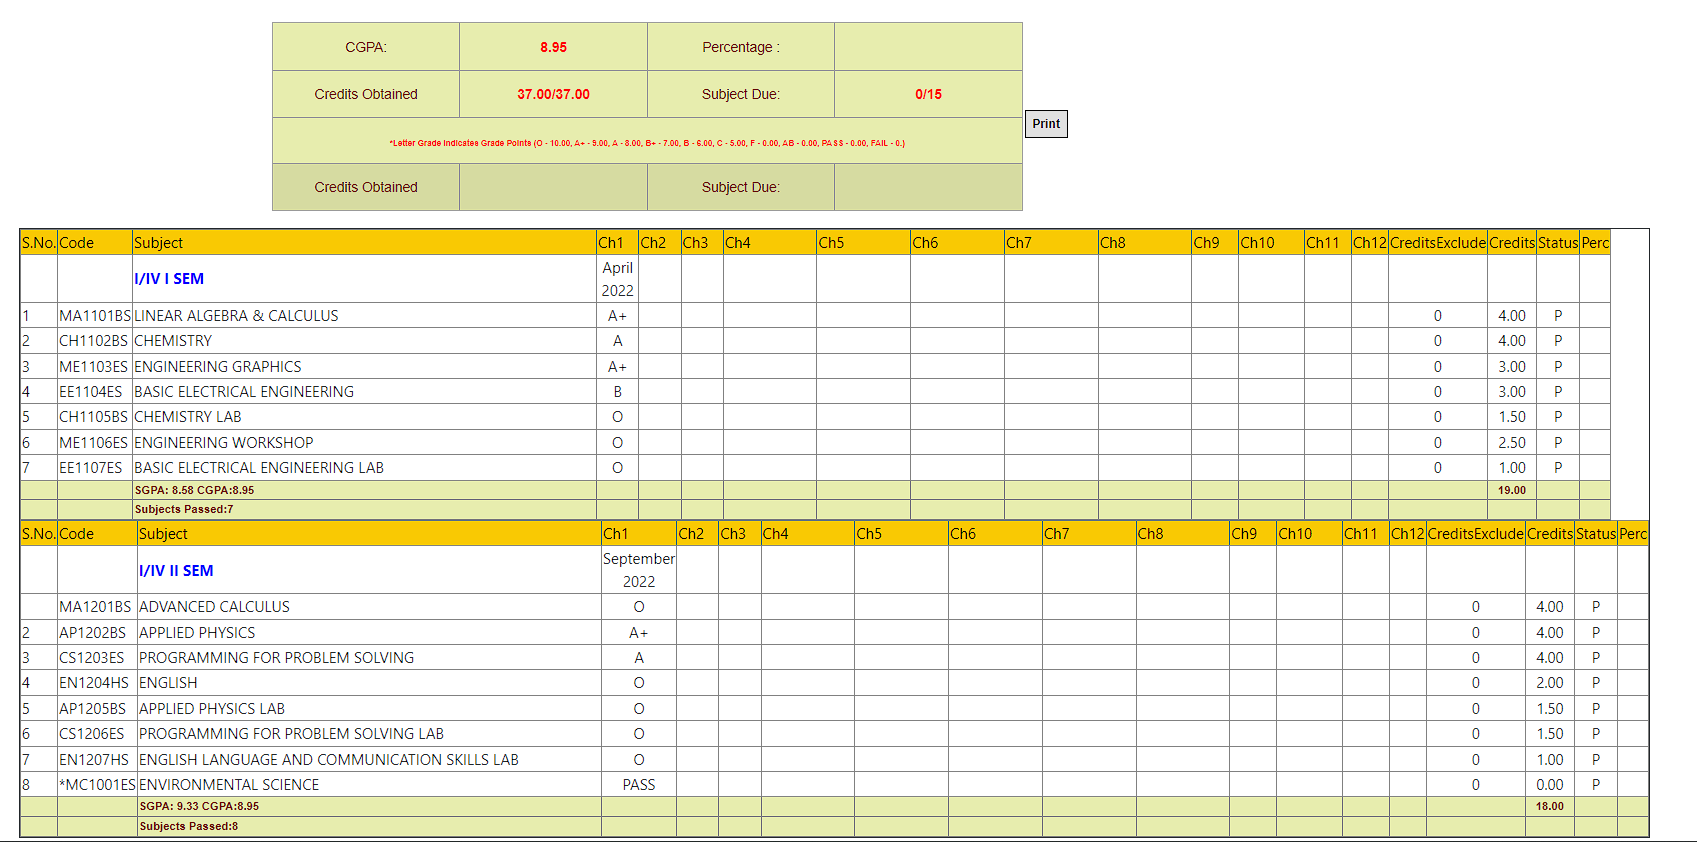 CGPA: 8.95 Percentage :
Credits Obtained 37.00/37.00 Subject Due: 0/15
*Letter Grade Indicates Grade Points (O - 10.00, A+ - 9.00, A - 8.00, B+ - 7.00, B - 6.00, C - 5.00, F - 0.00, AB - 0.00, PASS - 0.00, FAIL - 0.)
Print
Credits Obtained Subject Due:
S.No. Code Subject Ch1 Ch2 Ch3 Ch4 Ch5 Ch6 Ch7 Ch8 Ch9 Ch10 Ch11 Ch12 CreditsExclude Credits Status Perc
I/IV I SEM April 2022
1 MA1101BS LINEAR ALGEBRA & CALCULUS A+ 0 4.00 P
2 CH1102BS CHEMISTRY A 0 4.00 P
3 ME1103ES ENGINEERING GRAPHICS A+ 0 3.00 P
4 EE1104ES BASIC ELECTRICAL ENGINEERING B 0 3.00 P
5 CH1105BS CHEMISTRY LAB O 0 1.50 P
6 ME1106ES ENGINEERING WORKSHOP O 0 2.50 P
7 EE1107ES BASIC ELECTRICAL ENGINEERING LAB O 0 1.00 P
SGPA: 8.58 CGPA:8.95 19.00
Subjects Passed:7
S.No. Code Subject Ch1 Ch2 Ch3 Ch4 Ch5 Ch6 Ch7 Ch8 Ch9 Ch10 Ch11 Ch12 CreditsExclude Credits Status Perc
I/IV II SEM September 2022
MA1201BS ADVANCED CALCULUS O 0 4.00 P
2 AP1202BS APPLIED PHYSICS A+ 0 4.00 P
3 CS1203ES PROGRAMMING FOR PROBLEM SOLVING A 0 4.00 P
4 EN1204HS ENGLISH O 0 2.00 P
5 AP1205BS APPLIED PHYSICS LAB O 0 1.50 P
6 CS1206ES PROGRAMMING FOR PROBLEM SOLVING LAB O 0 1.50 P
7 EN1207HS ENGLISH LANGUAGE AND COMMUNICATION SKILLS LAB O 0 1.00 P
8 *MC1001ES ENVIRONMENTAL SCIENCE PASS 0 0.00 P
SGPA: 9.33 CGPA:8.95 18.00
Subjects Passed:8